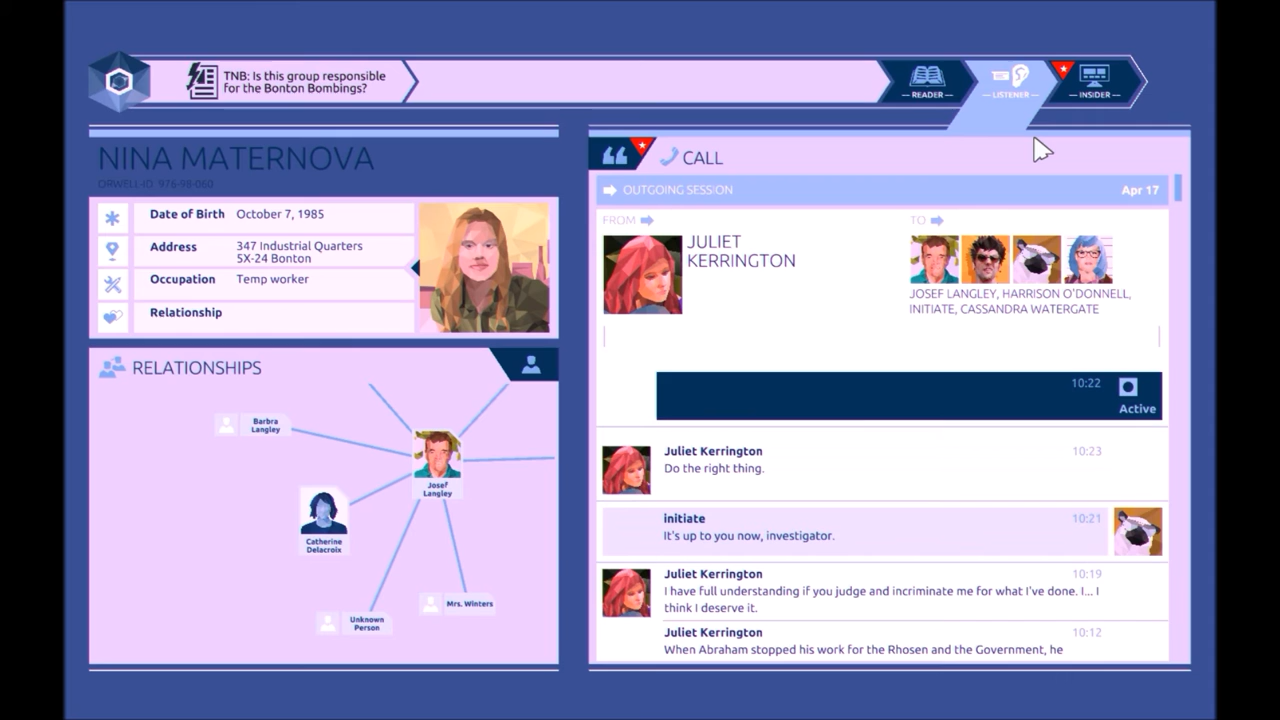 TNB: Is this group responsible
for the Bonton Bombings?
— READER —
— LISTENER —
— INSIDER —
NINA MATERNOVA
ORWELL-ID: 976-98-060
Date of Birth October 7, 1985
Address 347 Industrial Quarters
5X-24 Bonton
Occupation Temp worker
Relationship
RELATIONSHIPS
Barbra
Langley
Josef
Langley
Catherine
Delacroix
Mrs. Winters
Unknown
Person
CALL
OUTGOING SESSION Apr 17
FROM TO
JULIET
KERRINGTON
JOSEF LANGLEY, HARRISON O'DONNELL,
INITIATE, CASSANDRA WATERGATE
10:22
Active
Juliet Kerrington 10:23
Do the right thing.
initiate 10:21
It's up to you now, investigator.
Juliet Kerrington 10:19
I have full understanding if you judge and incriminate me for what I've done. I... I
think I deserve it.
Juliet Kerrington 10:12
When Abraham stopped his work for the Rhosen and the Government, he